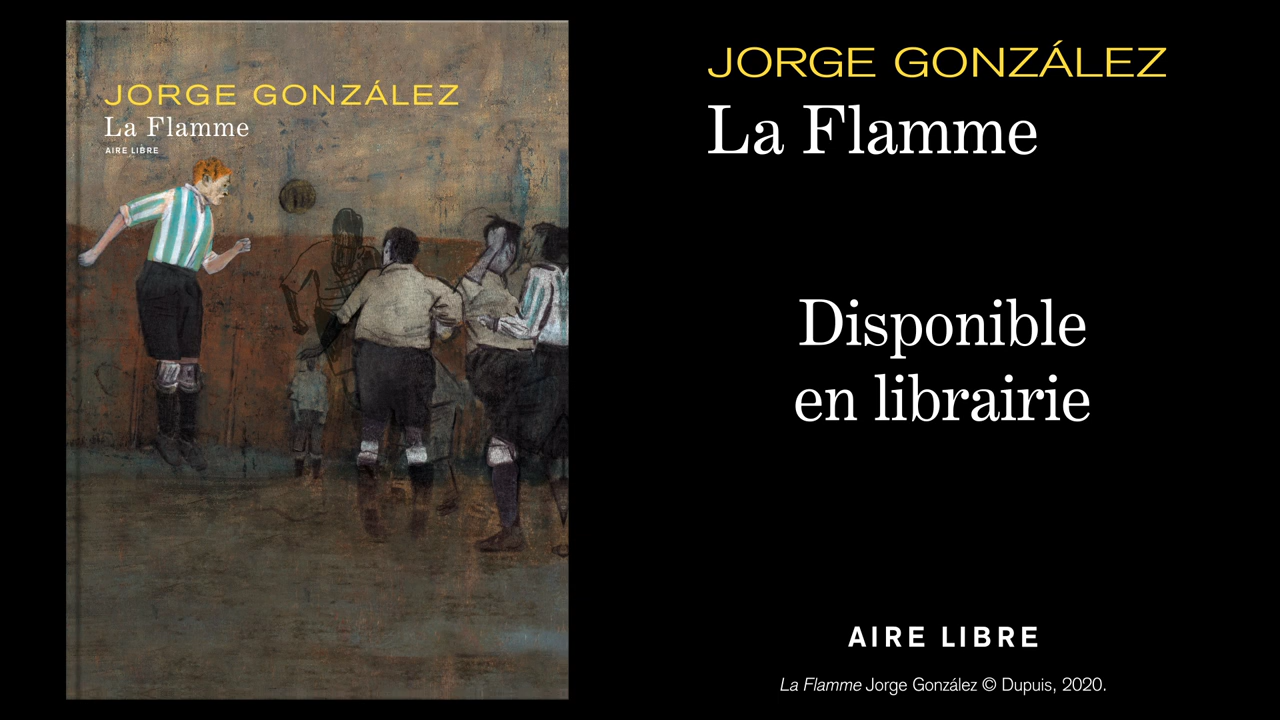 JORGE GONZÁLEZ
La Flamme
AIRE LIBRE
JORGE GONZÁLEZ
La Flamme
Disponible
en librairie
AIRE LIBRE
La Flamme Jorge González © Dupuis, 2020.